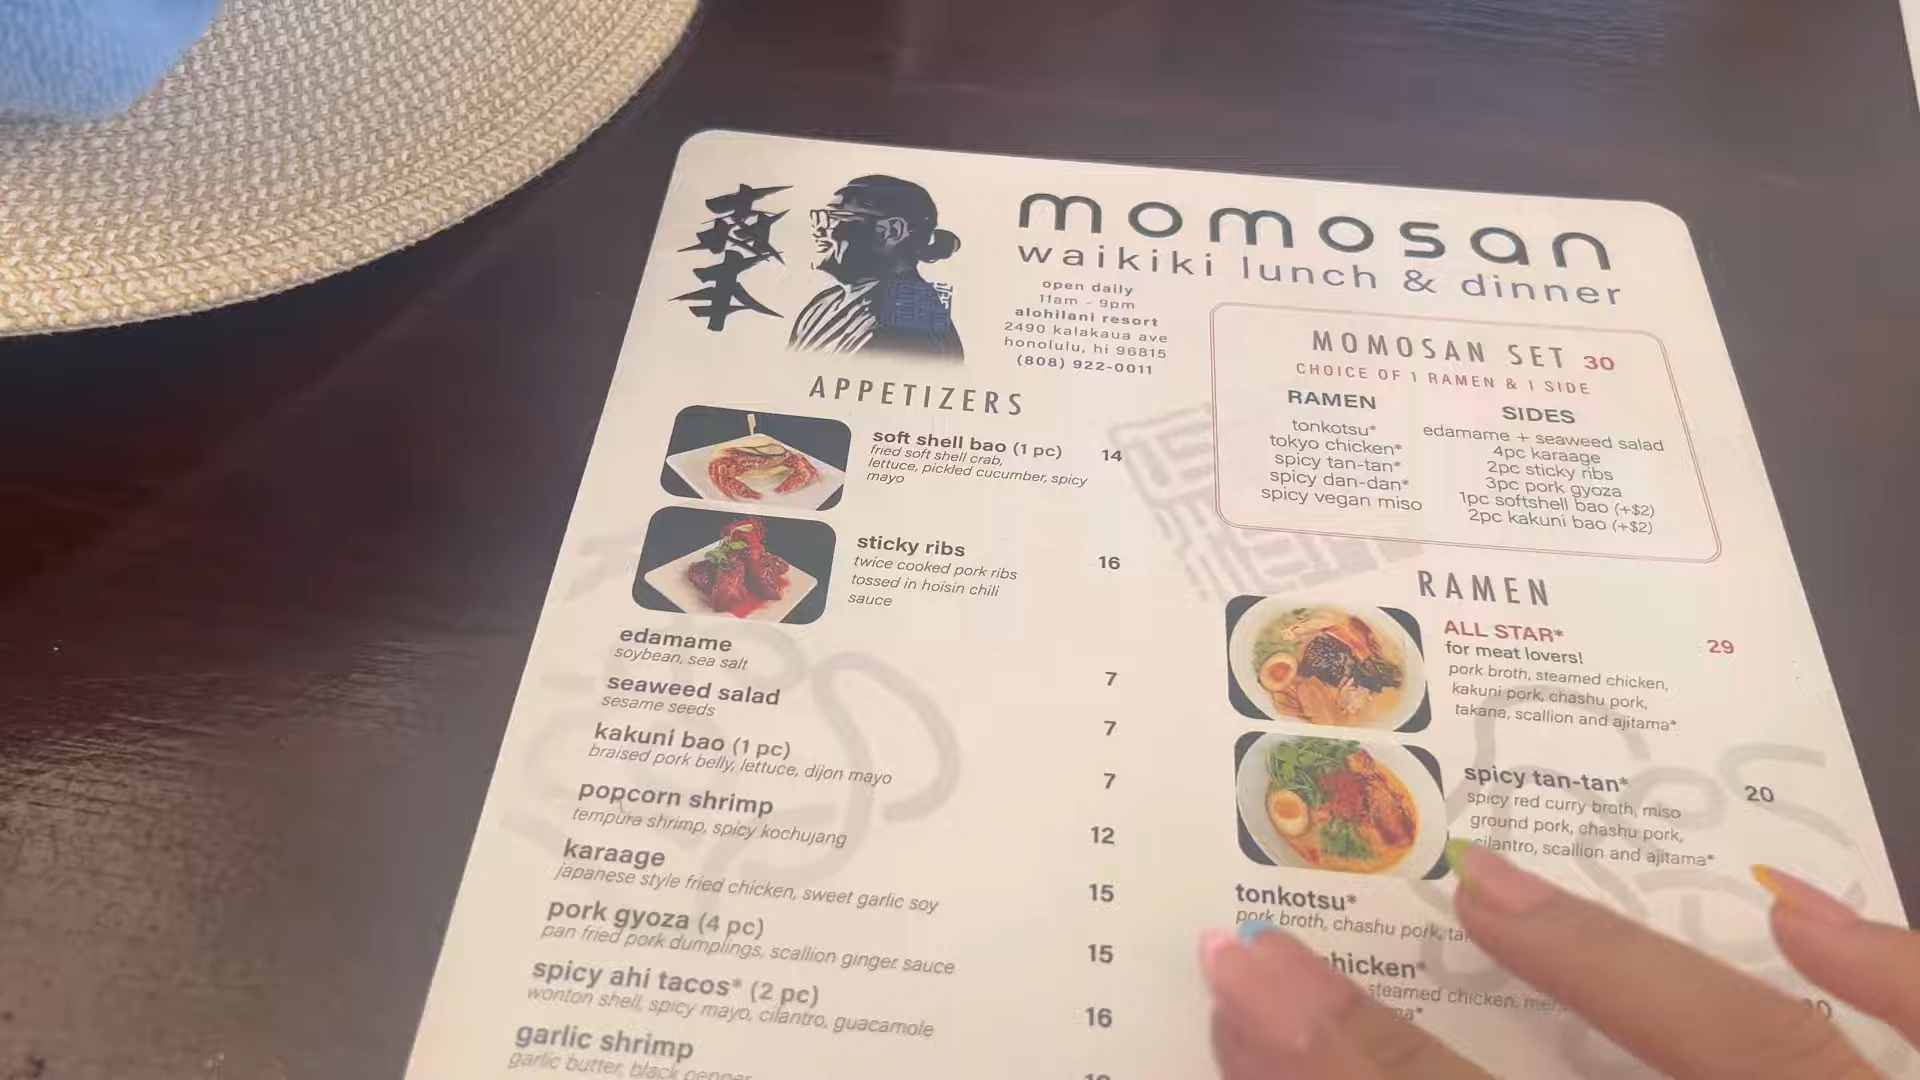 森本
momosan
waikiki lunch & dinner
open daily
11am - 9pm
alohilani resort
2490 kalakaua ave
honolulu, hi 96815
(808) 922-0011
APPETIZERS
soft shell bao (1 pc) 14
fried soft shell crab,
lettuce, pickled cucumber, spicy
mayo
sticky ribs 16
twice cooked pork ribs
tossed in hoisin chili
sauce
edamame 7
soybean, sea salt
seaweed salad 7
sesame seeds
kakuni bao (1 pc) 7
braised pork belly, lettuce, dijon mayo
popcorn shrimp 12
tempura shrimp, spicy kochujang
karaage 15
japanese style fried chicken, sweet garlic soy
pork gyoza (4 pc) 15
pan fried pork dumplings, scallion ginger sauce
spicy ahi tacos* (2 pc) 16
wonton shell, spicy mayo, cilantro, guacamole
garlic shrimp
garlic butter, black pepper
MOMOSAN SET 30
CHOICE OF 1 RAMEN & 1 SIDE
RAMEN
tonkotsu*
tokyo chicken*
spicy tan-tan*
spicy dan-dan*
spicy vegan miso
SIDES
edamame + seaweed salad
4pc karaage
2pc sticky ribs
3pc pork gyoza
1pc softshell bao (+$2)
2pc kakuni bao (+$2)
RAMEN
ALL STAR* 29
for meat lovers!
pork broth, steamed chicken,
kakuni pork, chashu pork,
takana, scallion and ajitama*
spicy tan-tan* 20
spicy red curry broth, miso
ground pork, chashu pork,
cilantro, scallion and ajitama*
tonkotsu*
pork broth, chashu pork,
chicken*
steamed chicken,